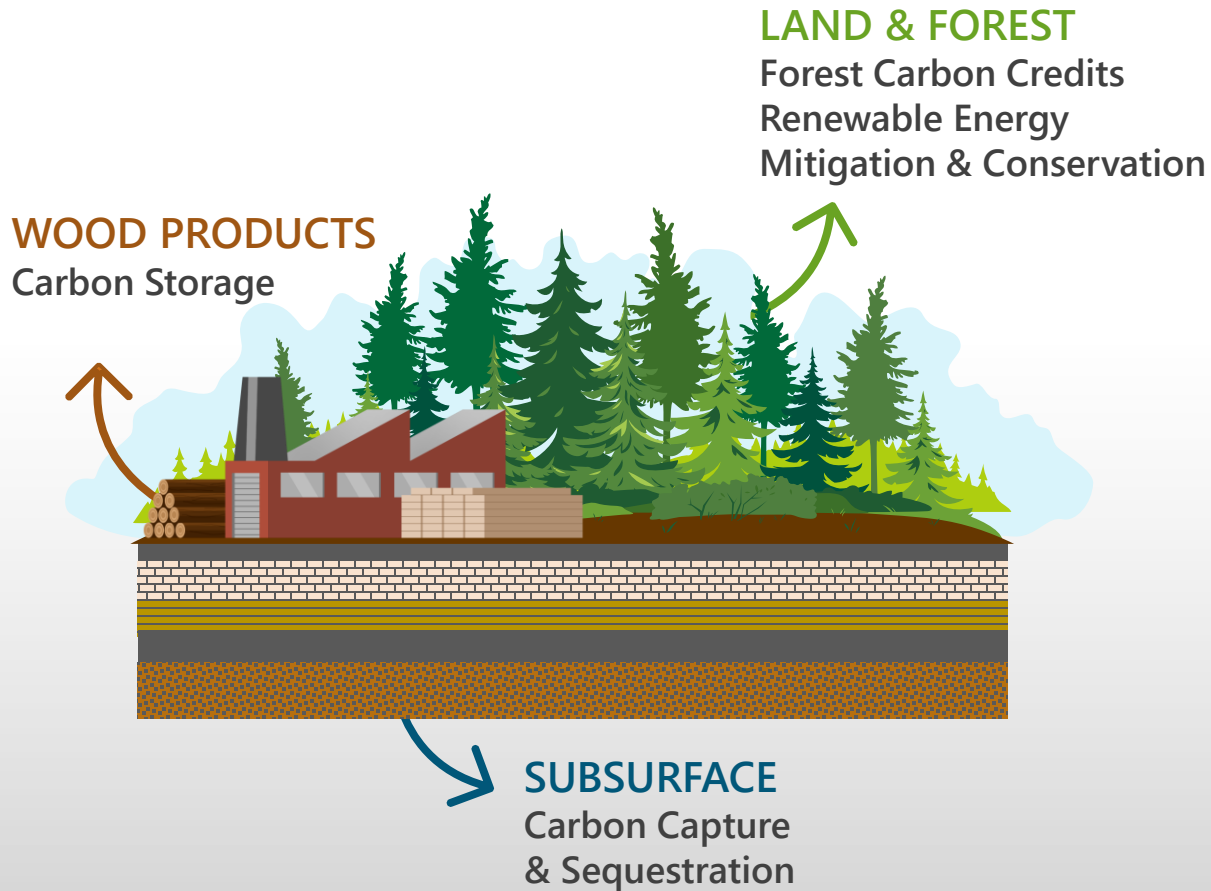 LAND & FOREST
Forest Carbon Credits
Renewable Energy
Mitigation & Conservation
WOOD PRODUCTS
Carbon Storage
SUBSURFACE
Carbon Capture
& Sequestration